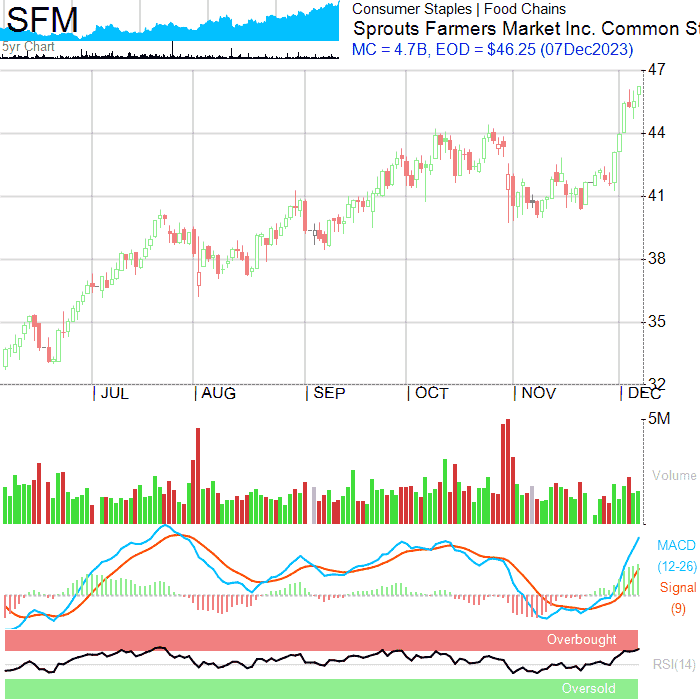 SFM
5yr Chart
Consumer Staples | Food Chains
Sprouts Farmers Market Inc. Common St
MC = 4.7B, EOD = $46.25 (07Dec2023)
47
44
41
38
35
32
JUL AUG SEP OCT NOV DEC
5M
Volume
MACD
(12-26)
Signal
(9)
Overbought
RSI(14)
Oversold